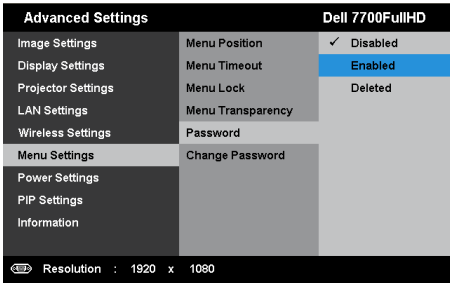 Advanced Settings Dell 7700FullHD
Image Settings Menu Position ✓ Disabled
Display Settings Menu Timeout Enabled
Projector Settings Menu Lock Deleted
LAN Settings Menu Transparency
Wireless Settings Password
Menu Settings Change Password
Power Settings
PIP Settings
Information
Resolution : 1920 x 1080